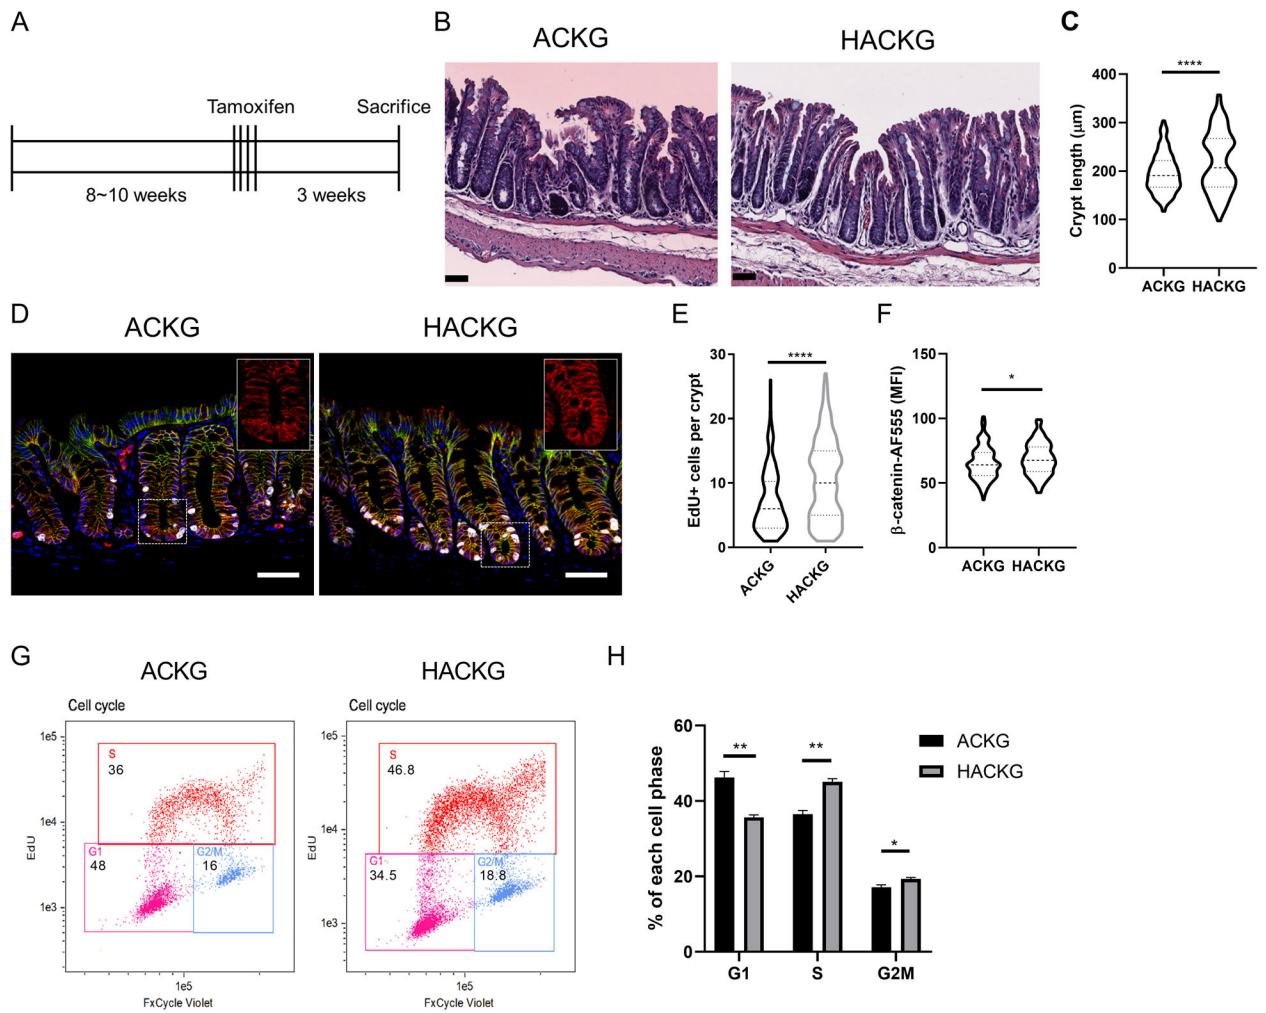 A
Tamoxifen
Sacrifice
8~10 weeks
3 weeks
B
ACKG
HACKG
C
****
Crypt length (μm)
400
300
200
100
0
ACKG
HACKG
D
ACKG
HACKG
E
****
EdU+ cells per crypt
30
20
10
0
ACKG
HACKG
F
*
β-catenin-AF555 (MFI)
150
100
50
0
ACKG
HACKG
G
ACKG
Cell cycle
EdU
1e5
1e4
1e3
S
36
G1
48
G2/M
16
1e5
FxCycle Violet
HACKG
Cell cycle
EdU
1e5
1e4
1e3
S
46.8
G1
34.5
G2/M
18.8
1e5
FxCycle Violet
H
% of each cell phase
60
40
20
0
**
**
*
G1
S
G2M
ACKG
HACKG